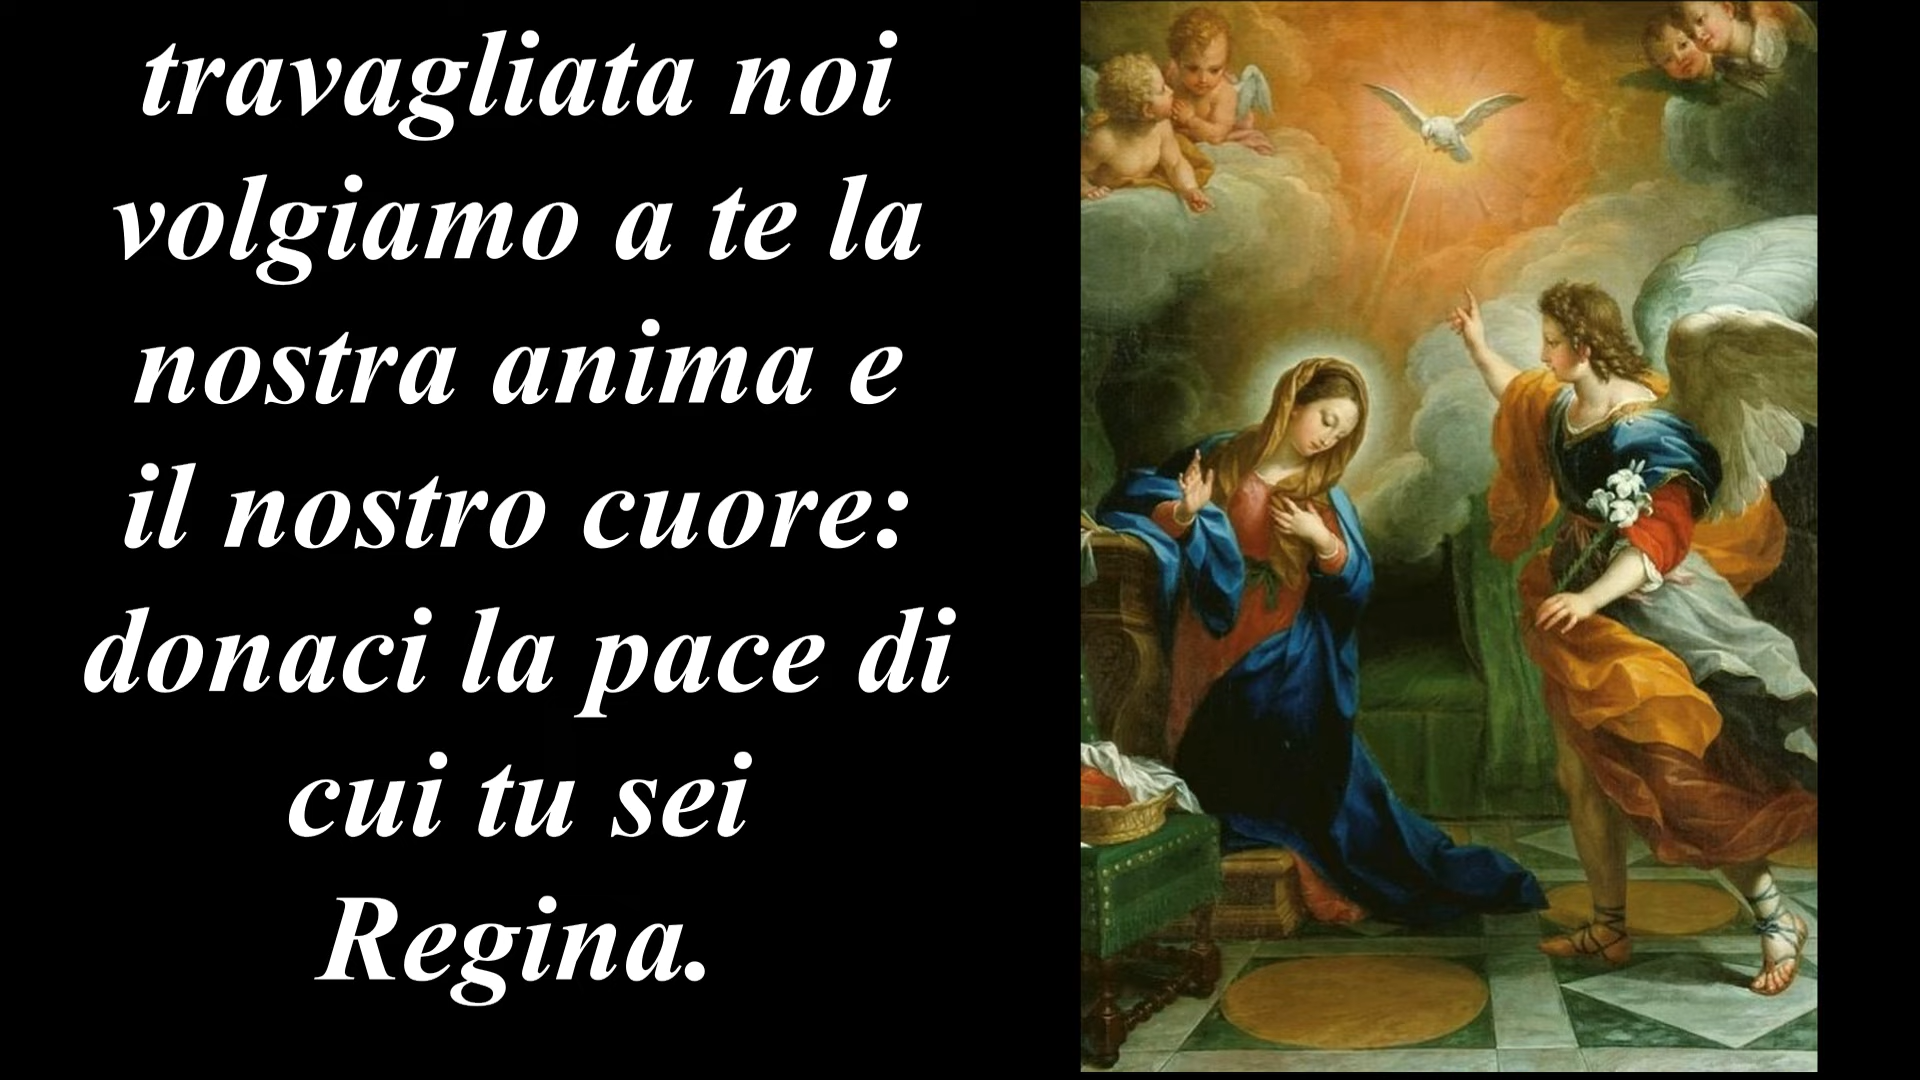 travagliata noi
volgiamo a te la
nostra anima e
il nostro cuore:
donaci la pace di
cui tu sei
Regina.